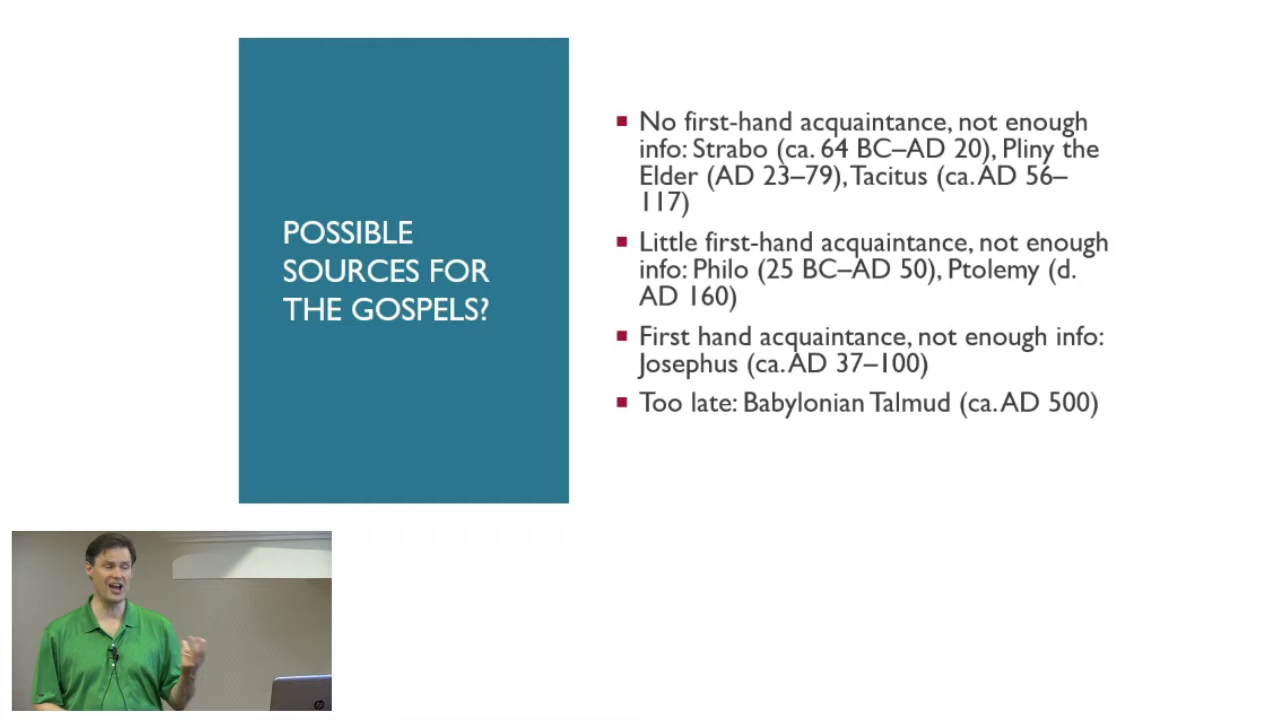 POSSIBLE
SOURCES FOR
THE GOSPELS?
No first-hand acquaintance, not enough
info: Strabo (ca. 64 BC–AD 20), Pliny the
Elder (AD 23–79), Tacitus (ca. AD 56–
117)
Little first-hand acquaintance, not enough
info: Philo (25 BC–AD 50), Ptolemy (d.
AD 160)
First hand acquaintance, not enough info:
Josephus (ca. AD 37–100)
Too late: Babylonian Talmud (ca. AD 500)
hp